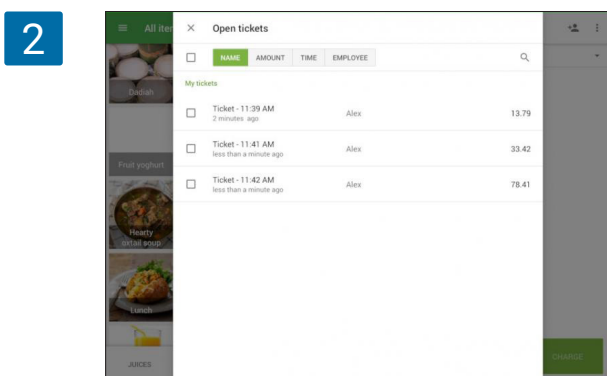 2
All iter
Open tickets
NAME AMOUNT TIME EMPLOYEE
My tickets
Dadiah
Ticket - 11:39 AM
2 minutes ago
Alex
13.79
Ticket - 11:41 AM
less than a minute ago
Alex
33.42
Fruit yoghurt
Ticket - 11:42 AM
less than a minute ago
Alex
78.41
Hearty
oxtail soup
Lunch
JUICES
CHARGE